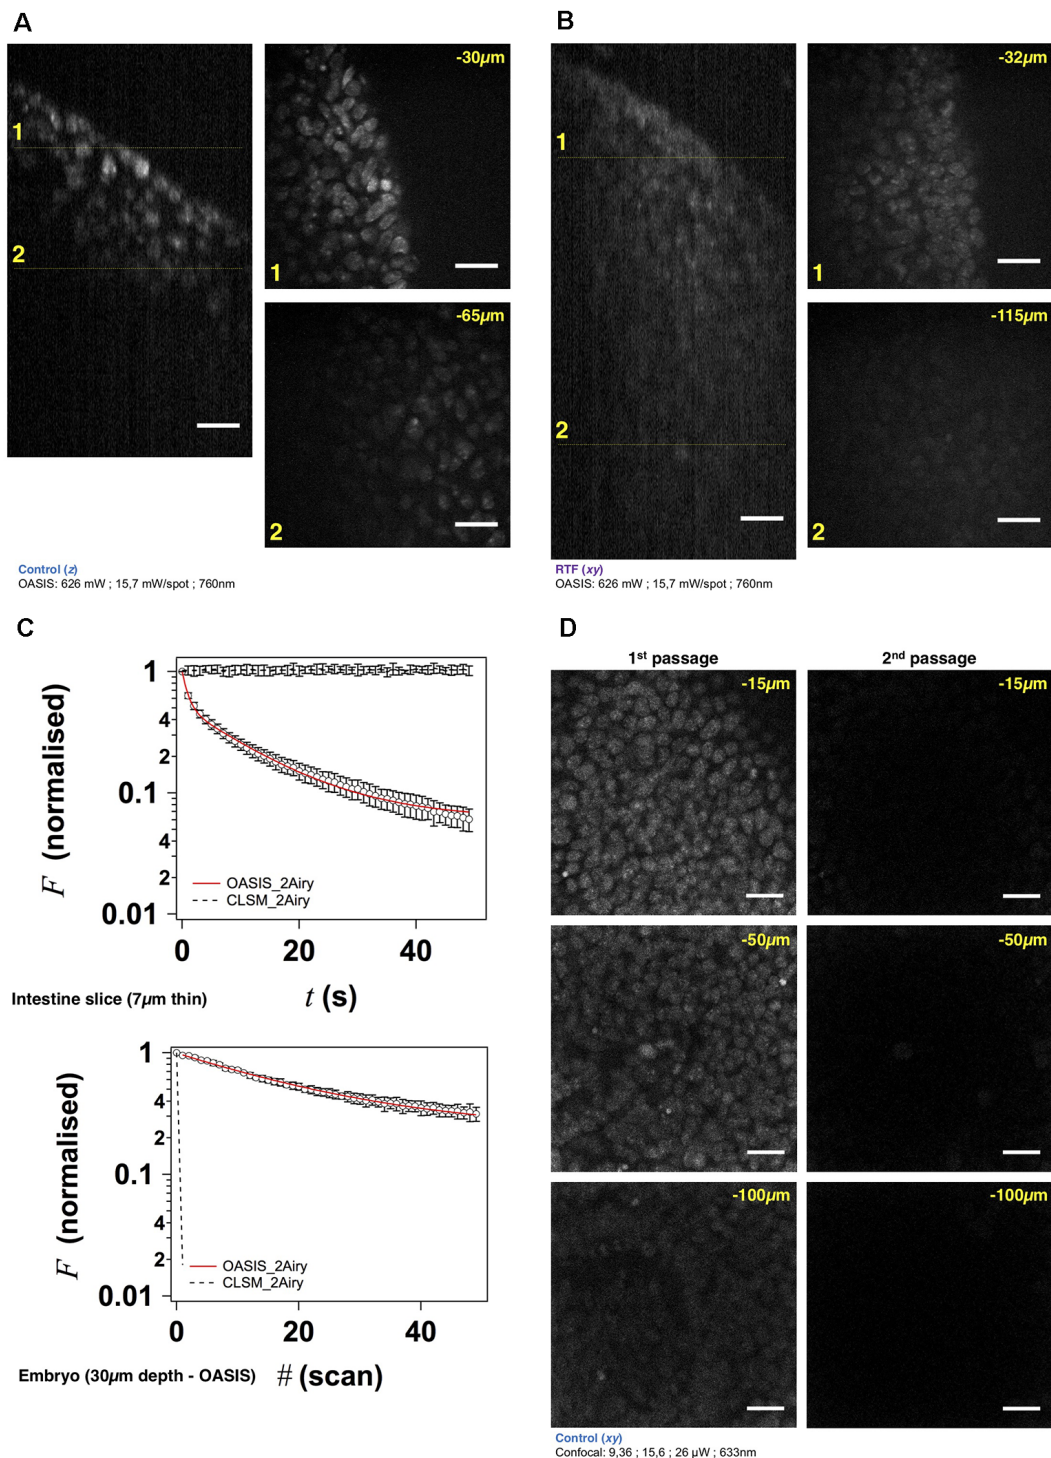 A
B
-30µm
1
2
1
-65µm
2
-32µm
1
2
1
-115µm
2
Control (z)
OASIS: 626 mW ; 15,7 mW/spot ; 760nm
RTF (xy)
OASIS: 626 mW ; 15,7 mW/spot ; 760nm
C
F (normalised)
1
4
2
0.1
4
2
0.01
OASIS_2Airy
CLSM_2Airy
0 20 40
Intestine slice (7µm thin)
t (s)
F (normalised)
1
4
2
0.1
4
2
0.01
OASIS_2Airy
CLSM_2Airy
0 20 40
Embryo (30µm depth - OASIS)
# (scan)
D
1st passage 2nd passage
-15µm -15µm
-50µm -50µm
-100µm -100µm
Control (xy)
Confocal: 9,36 ; 15,6 ; 26 µW ; 633nm